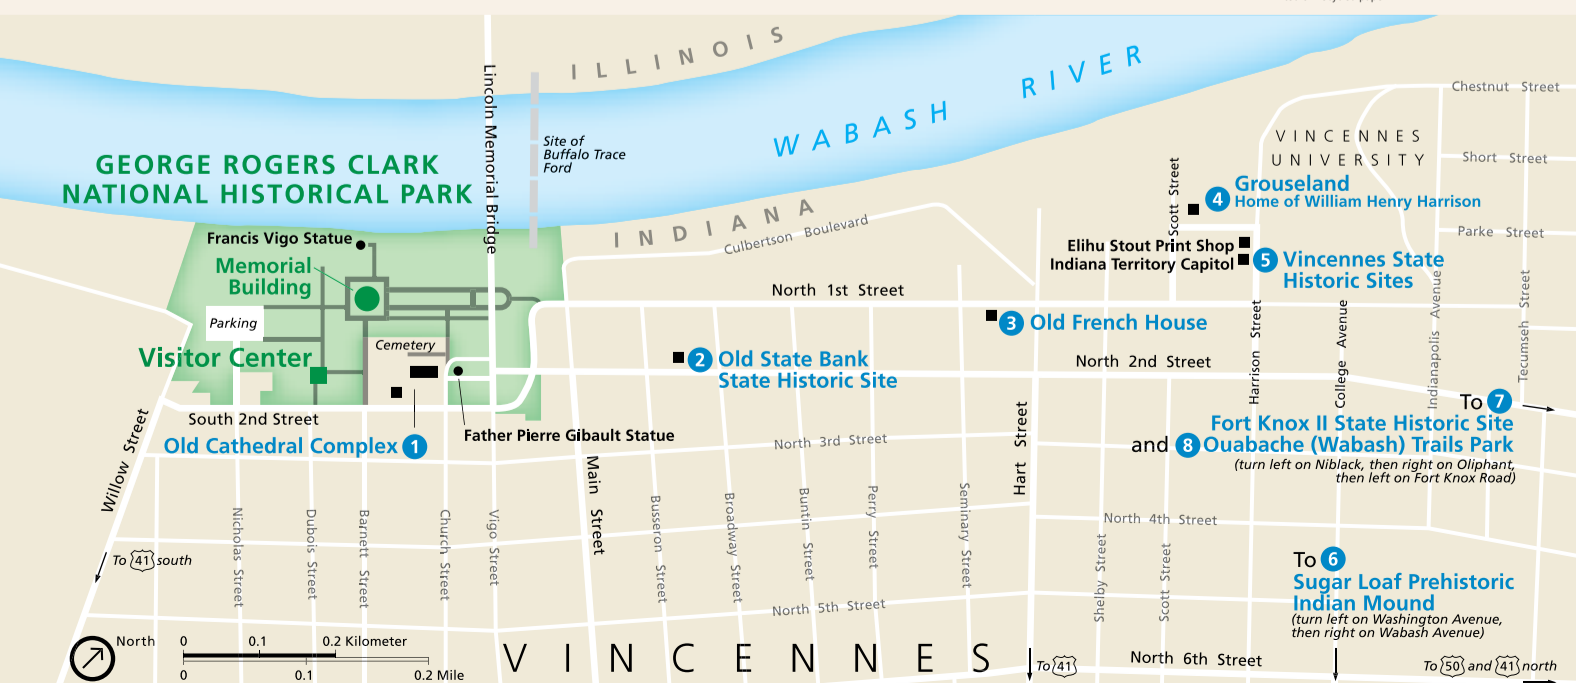 ILLINOIS
WABASH RIVER
Lincoln Memorial Bridge
Site of
Buffalo Trace
Ford
GEORGE ROGERS CLARK
NATIONAL HISTORICAL PARK
INDIANA
Culbertson Boulevard
Chestnut Street
VINCENNES
UNIVERSITY
Short Street
Scott Street
4 Grouseland
Home of William Henry Harrison
Parke Street
Francis Vigo Statue
Memorial
Building
Elihu Stout Print Shop
Indiana Territory Capitol
5 Vincennes State
Historic Sites
North 1st Street
Parking
3 Old French House
Cemetery
Visitor Center
2 Old State Bank
State Historic Site
North 2nd Street
Harrison Street
College Avenue
Indianapolis Avenue
Tecumseh Street
South 2nd Street
Willow Street
Old Cathedral Complex 1
Father Pierre Gibault Statue
North 3rd Street
Hart Street
To 7
Fort Knox II State Historic Site
and 8 Ouabache (Wabash) Trails Park
(turn left on Niblack, then right on Oliphant,
then left on Fort Knox Road)
Main Street
Nicholas Street
Dubois Street
Barnett Street
Church Street
Vigo Street
Busseron Street
Broadway Street
Buntin Street
Perry Street
Seminary Street
North 4th Street
Shelby Street
Scott Street
To 41 south
To 6
Sugar Loaf Prehistoric
Indian Mound
(turn left on Washington Avenue,
then right on Wabash Avenue)
North 5th Street
North
0 0.1 0.2 Kilometer
0 0.1 0.2 Mile
VINCENNES
To 41
North 6th Street
To 50 and 41 north